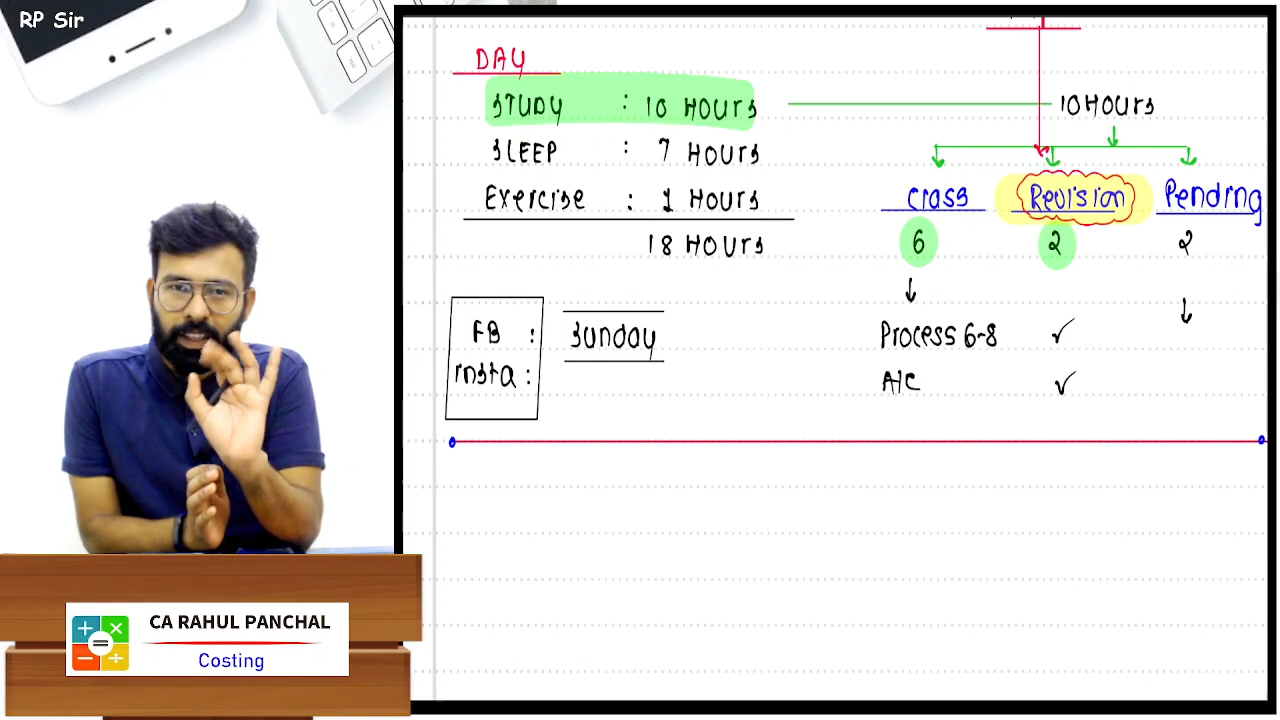 RP Sir
DAY
STUDY : 10 HOURS
10 HOURS
SLEEP : 7 HOURS
Exercise : 1 HOURS
18 HOURS
Class Revision Pending
6 2 2
FB :
Insta :
Sunday
Process 6-8 ✓
A/C ✓
CA RAHUL PANCHAL
Costing